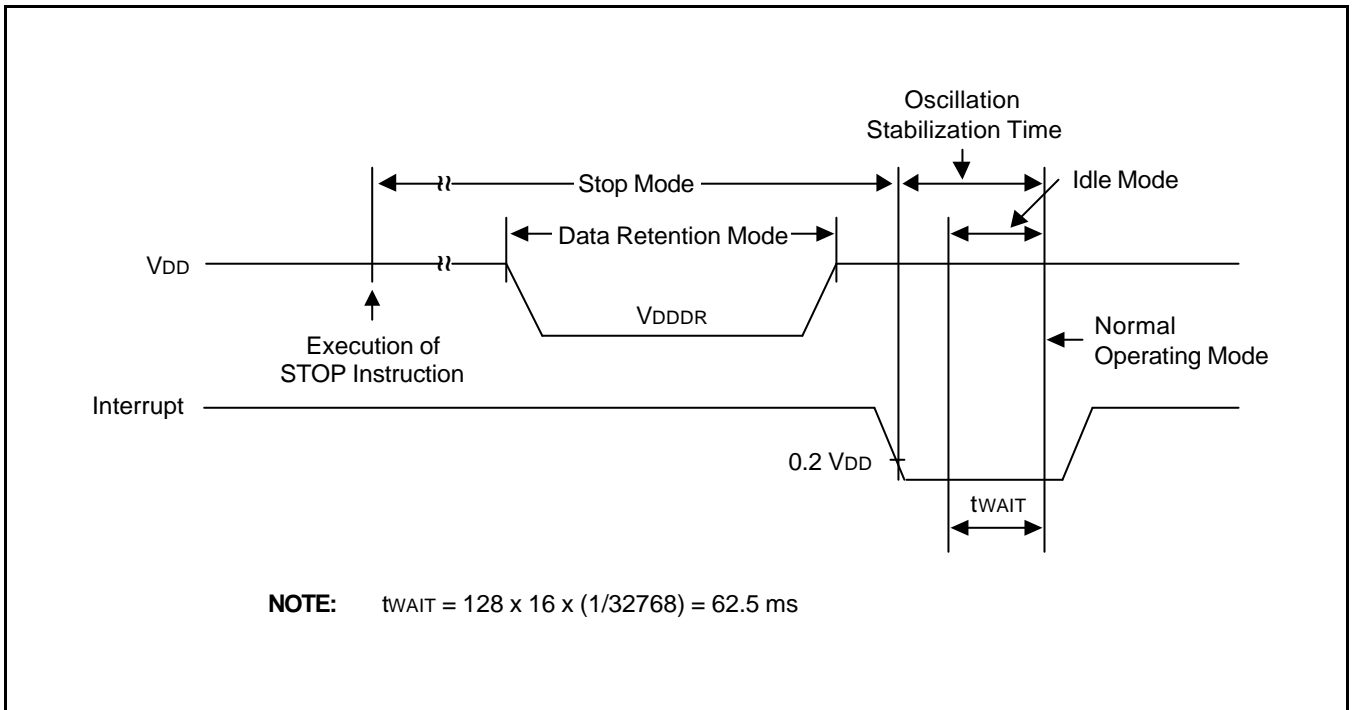 Oscillation
Stabilization Time
Stop Mode
Idle Mode
Data Retention Mode
VDD
VDDDR
Execution of
STOP Instruction
Normal
Operating Mode
Interrupt
0.2 VDD
tWAIT
NOTE: tWAIT = 128 x 16 x (1/32768) = 62.5 ms